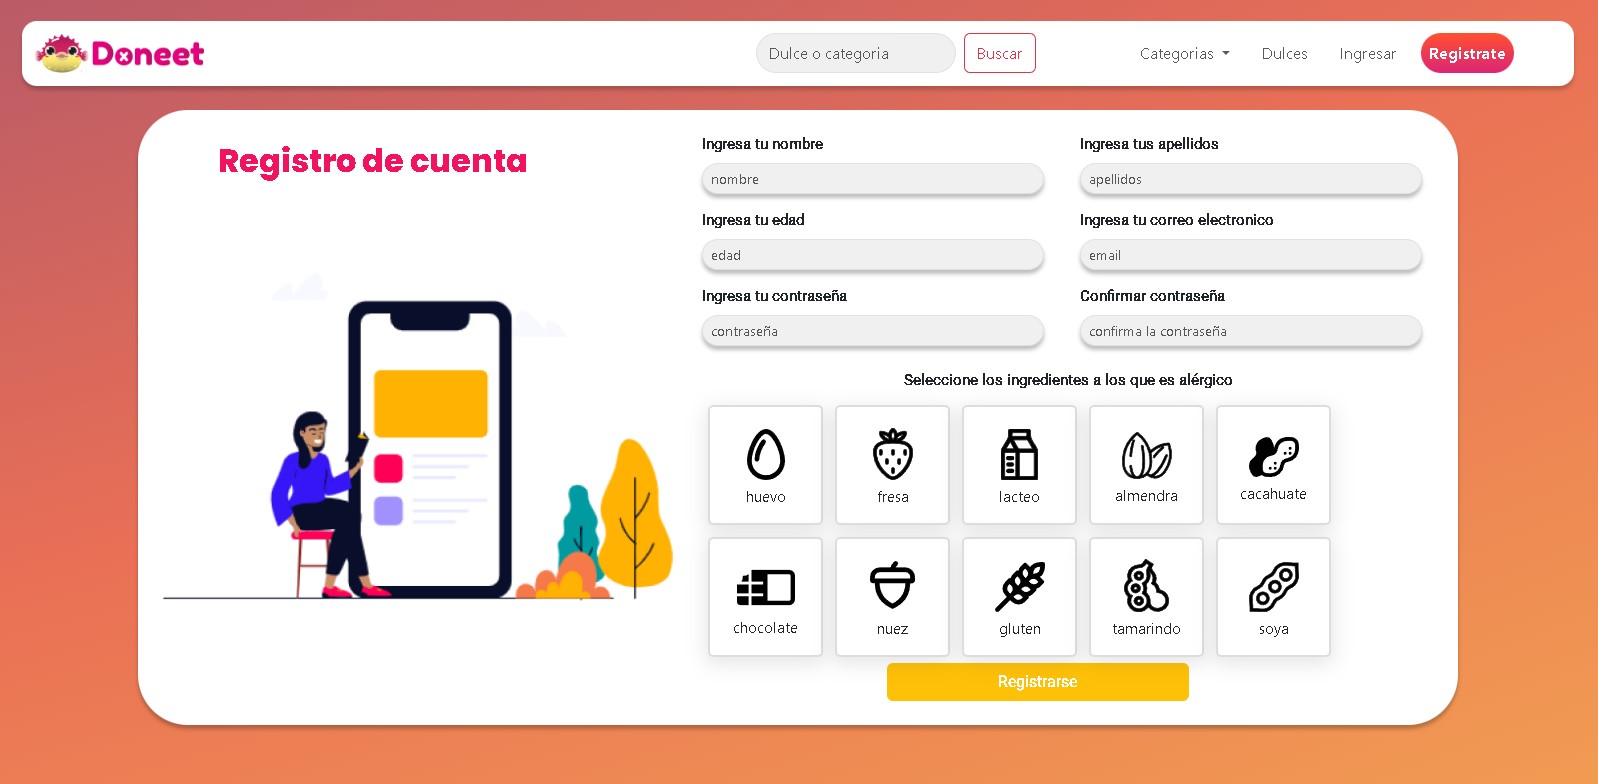 Doneet
Dulce o categoria
Buscar
Categorias
Dulces
Ingresar
Registrate
Registro de cuenta
Ingresa tu nombre
nombre
Ingresa tus apellidos
apellidos
Ingresa tu edad
edad
Ingresa tu correo electronico
email
Ingresa tu contraseña
contraseña
Confirmar contraseña
confirma la contraseña
Seleccione los ingredientes a los que es alérgico
huevo
fresa
lacteo
almendra
cacahuate
chocolate
nuez
gluten
tamarindo
soya
Registrarse